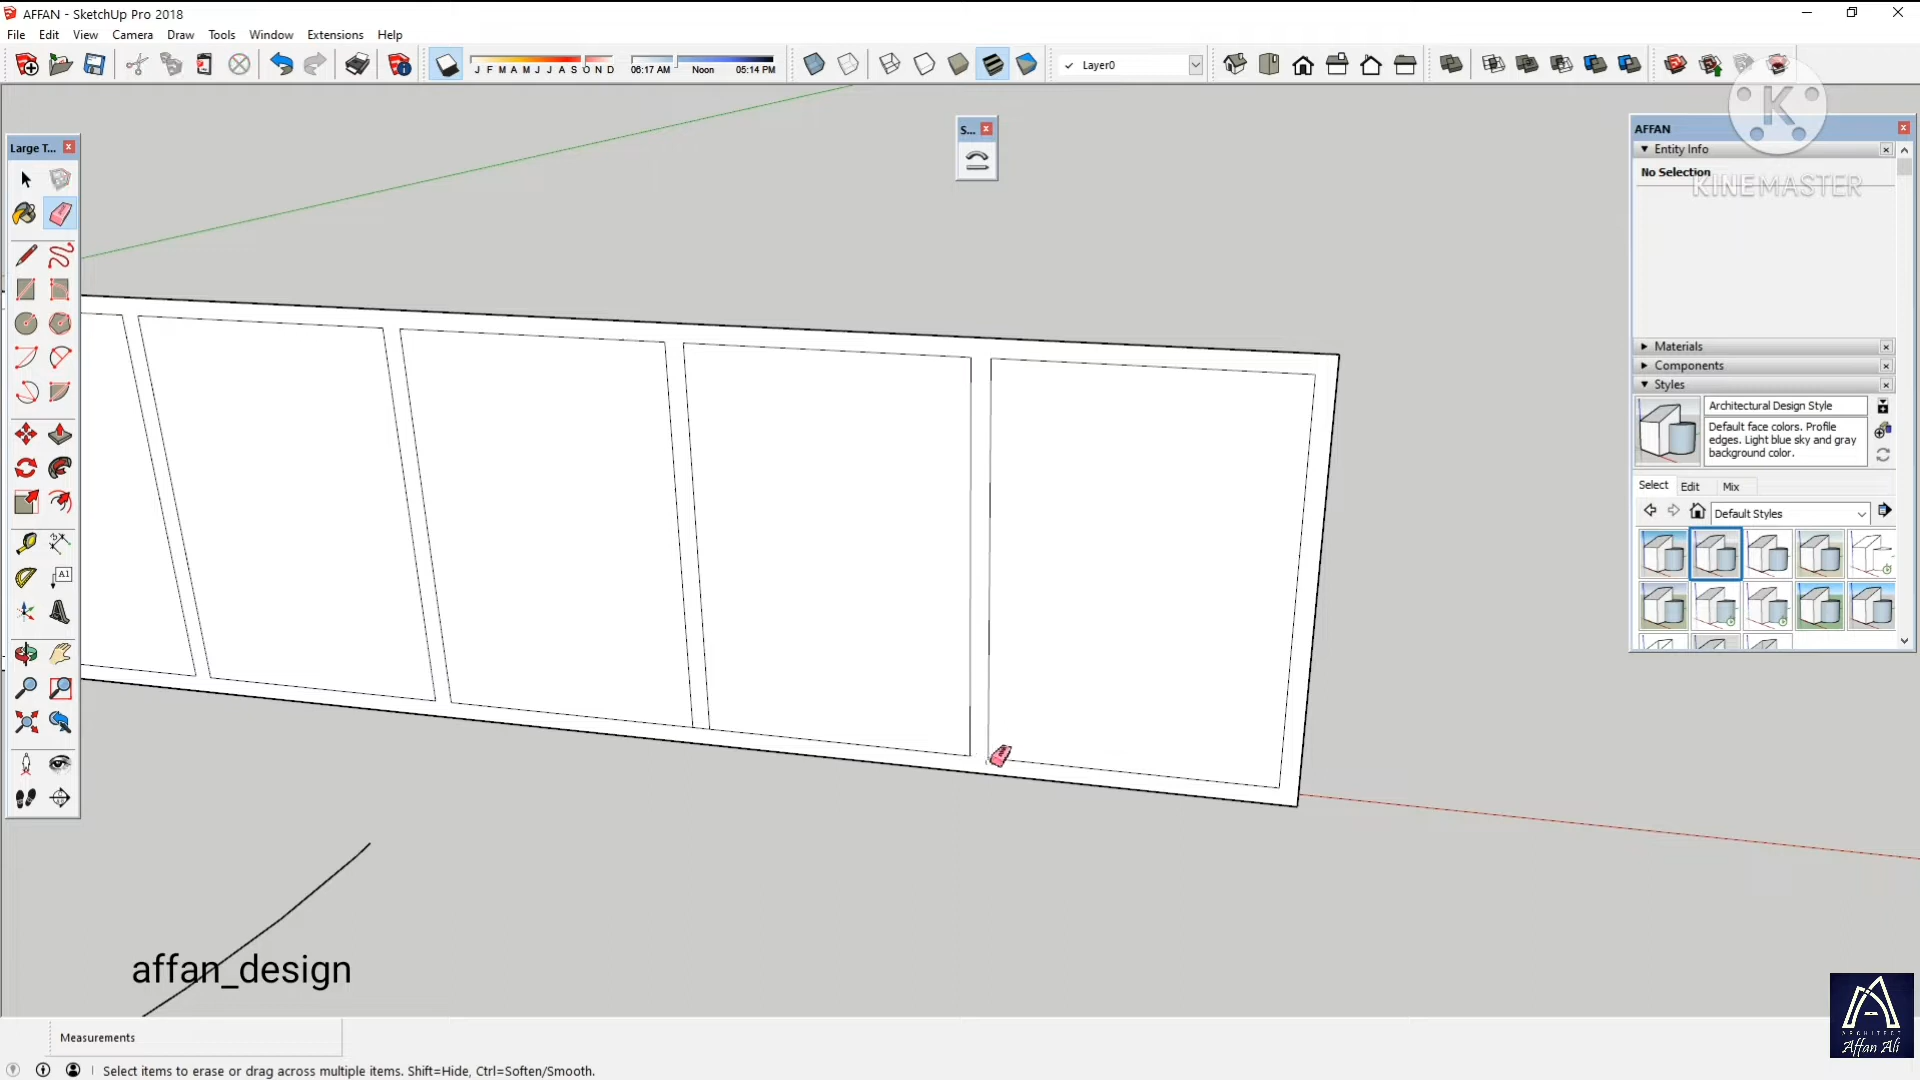 AFFAN - SketchUp Pro 2018
File Edit View Camera Draw Tools Window Extensions Help
J F M A M J J A S O N D 06:17 AM Noon 05:14 PM
Layer0
S...
Large T...
AFFAN
Entity Info
No Selection
K
KINEMASTER
Materials
Components
Styles
Architectural Design Style
Default face colors. Profile
edges. Light blue sky and gray
background color.
Select Edit Mix
Default Styles
A1
affan_design
ARCHITECT
Affan Ali
Measurements
Select items to erase or drag across multiple items. Shift=Hide, Ctrl=Soften/Smooth.